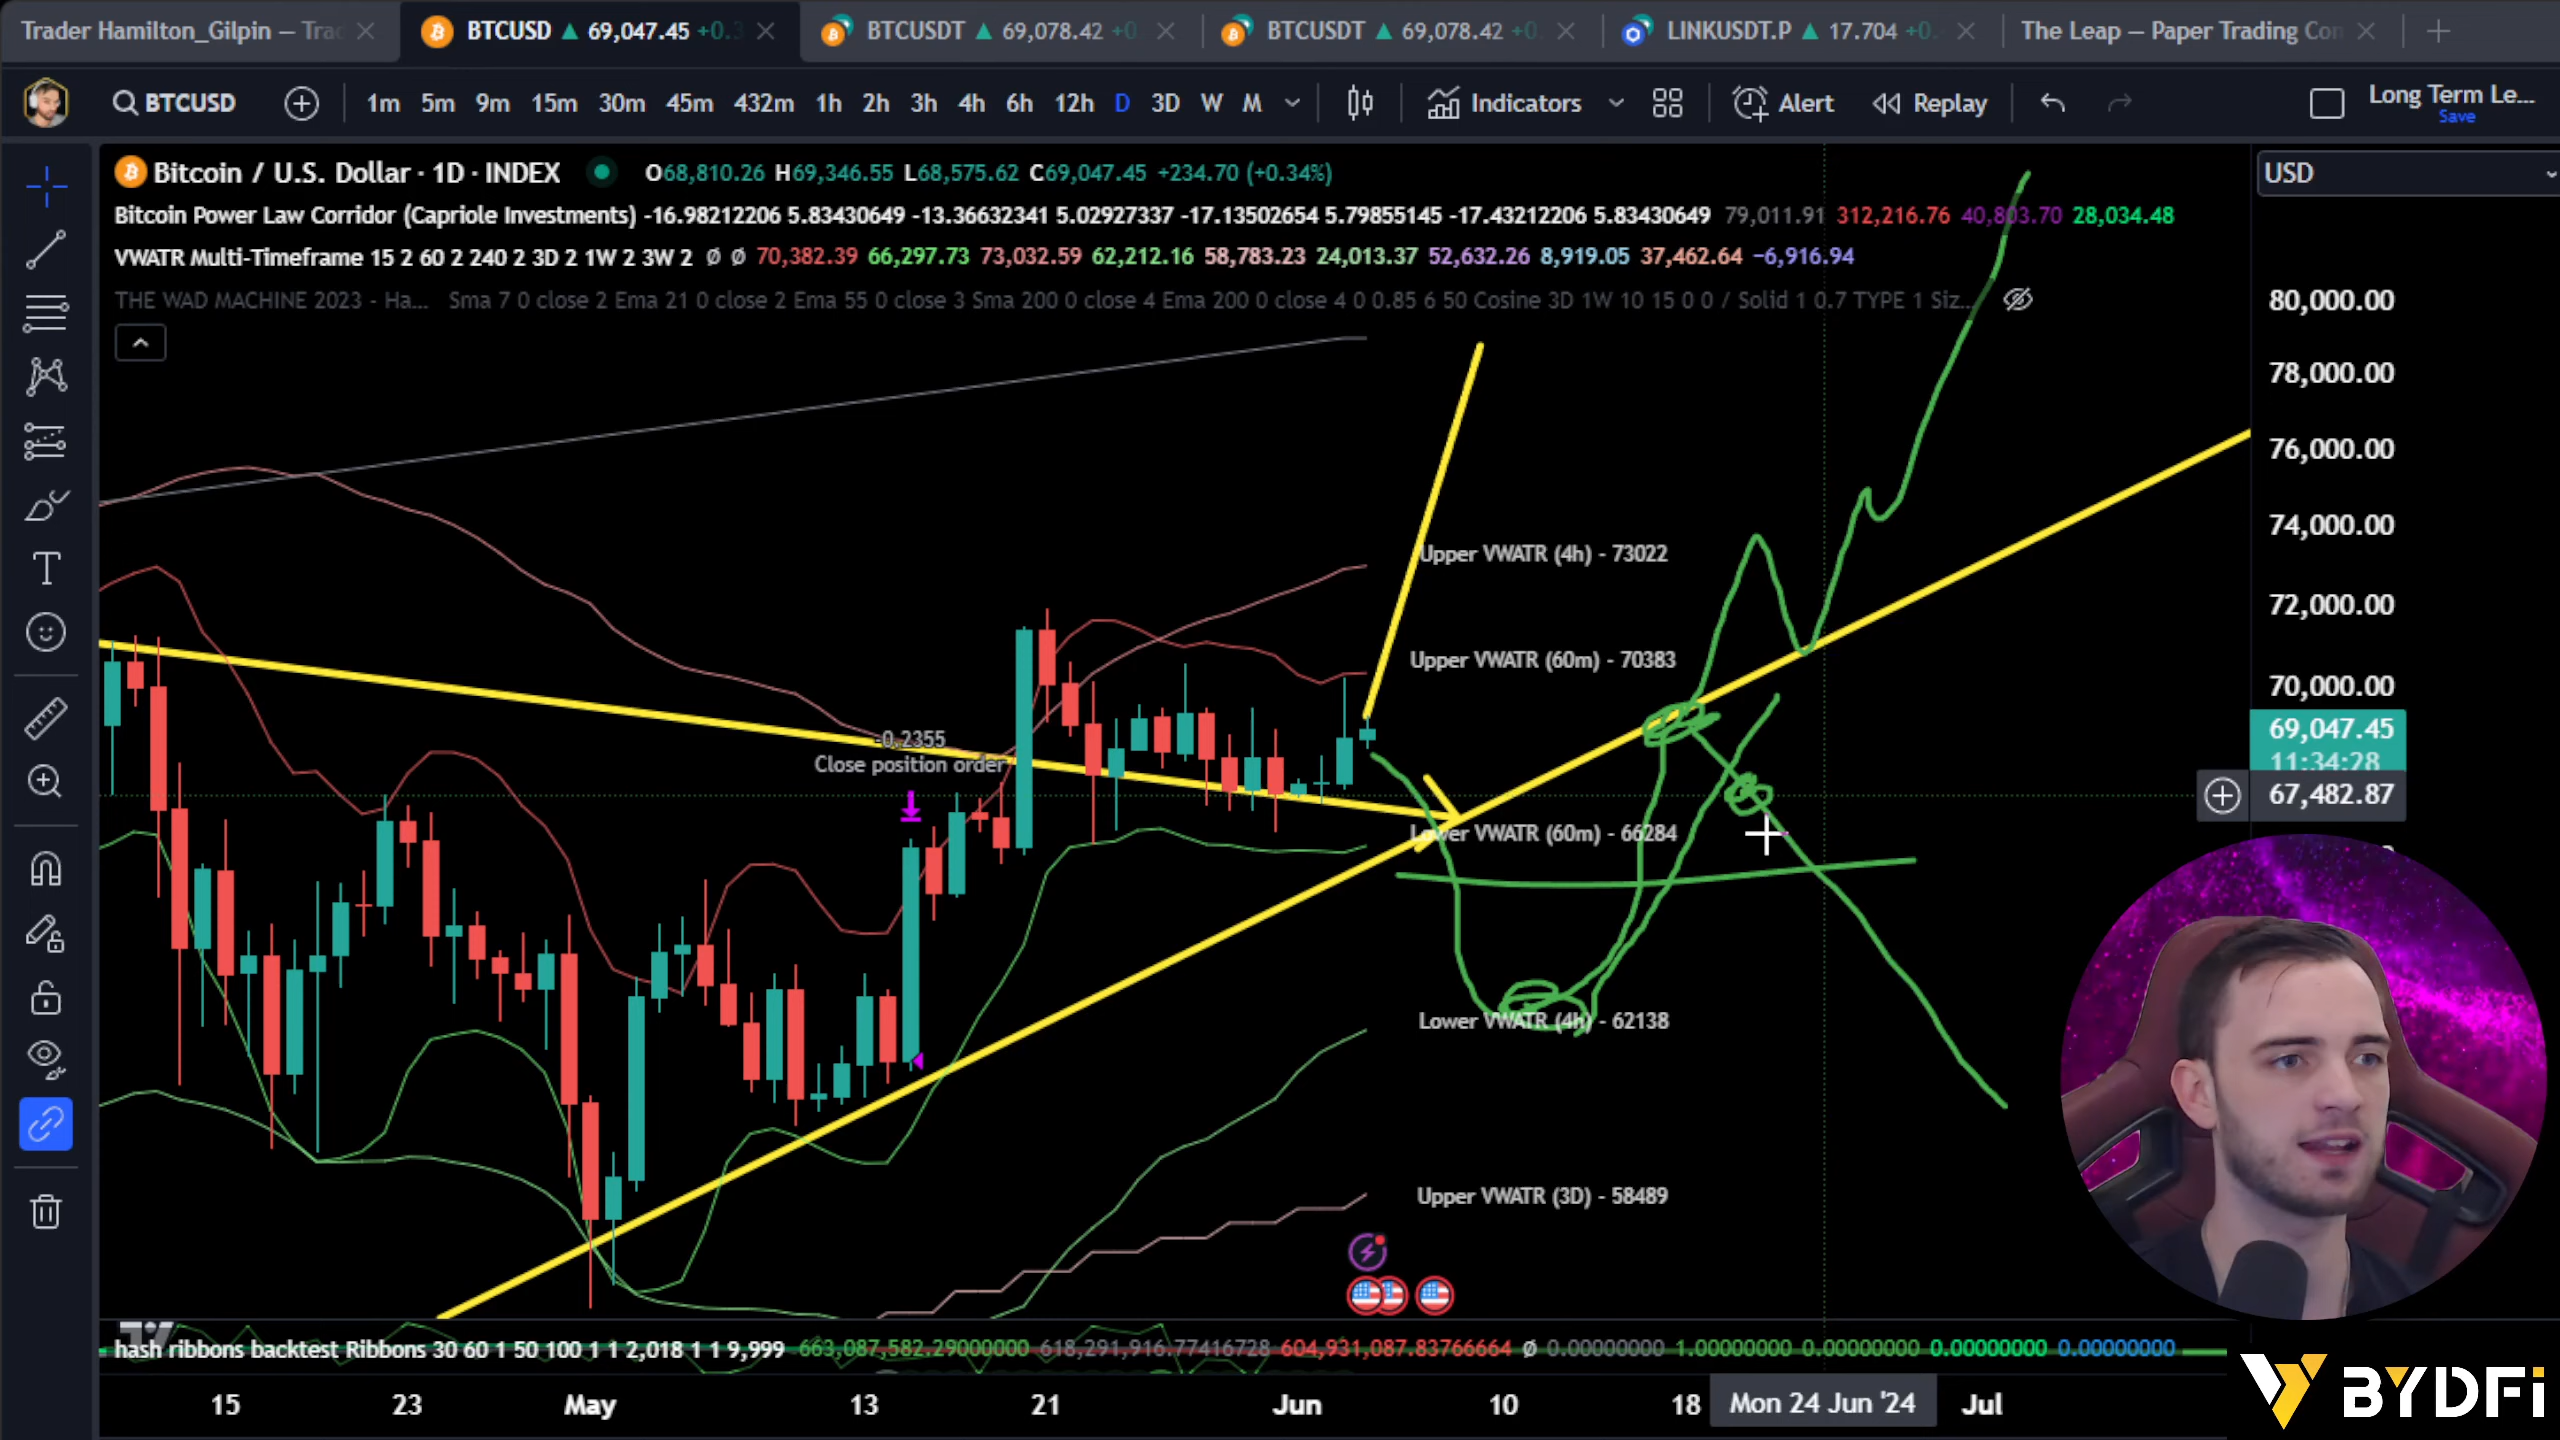 Trader Hamilton_Gilpin — Tra
BTCUSD ▲ 69,047.45 +0.3
BTCUSDT ▲ 69,078.42 +0
BTCUSDT ▲ 69,078.42 +0
LINKUSDT.P ▲ 17.704 +0
The Leap — Paper Trading Con
BTCUSD 1m 5m 9m 15m 30m 45m 432m 1h 2h 3h 4h 6h 12h D 3D W M Indicators Alert Replay Long Term Le...
Save
Bitcoin / U.S. Dollar · 1D · INDEX O68,810.26 H69,346.55 L68,575.62 C69,047.45 +234.70 (+0.34%)
USD
Bitcoin Power Law Corridor (Capriole Investments) -16.98212206 5.83430649 -13.36632341 5.02927337 -17.13502654 5.79855145 -17.43212206 5.83430649 79,011.91 312,216.76 40,803.70 28,034.48
VWATR Multi-Timeframe 15 2 60 2 240 2 3D 2 1W 2 3W 2 Ø Ø 70,382.39 66,297.73 73,032.59 62,212.16 58,783.23 24,013.37 52,632.26 8,919.05 37,462.64 −6,916.94
THE WAD MACHINE 2023 - Ha... Sma 7 0 close 2 Ema 21 0 close 2 Ema 55 0 close 3 Sma 200 0 close 4 Ema 200 0 close 4 0 0.85 6 50 Cosine 3D 1W 10 15 0 0 / Solid 1 0.7 TYPE 1 Siz...
80,000.00
78,000.00
76,000.00
74,000.00
72,000.00
70,000.00
69,047.45
11:34:28
67,482.87
Upper VWATR (4h) - 73022
Upper VWATR (60m) - 70383
-0.2355
Close position order
Lower VWATR (60m) - 66284
Lower VWATR (4h) - 62138
Upper VWATR (3D) - 58489
hash ribbons backtest Ribbons 30 60 1 50 100 1 1 2,018 1 1 9,999 663,087,582.29000000 618,291,916.77416728 604,931,087.83766664 Ø 0.00000000 1.00000000 0.00000000 0.00000000 0.00000000
15 23 May 13 21 Jun 10 18 Mon 24 Jun '24 Jul
BYDFi